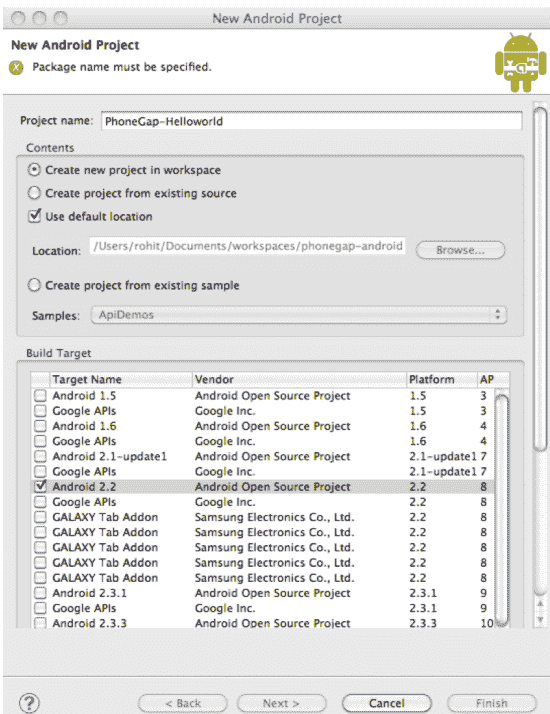 New Android Project
New Android Project
Package name must be specified.
Project name: PhoneGap-Helloworld
Contents
Create new project in workspace
Create project from existing source
Use default location
Location: /Users/rohit/Documents/workspaces/phonegap-android Browse...
Create project from existing sample
Samples: ApiDemos
Build Target
Target Name Vendor Platform AP
Android 1.5 Android Open Source Project 1.5 3
Google APIs Google Inc. 1.5 3
Android 1.6 Android Open Source Project 1.6 4
Google APIs Google Inc. 1.6 4
Android 2.1-update1 Android Open Source Project 2.1-update1 7
Google APIs Google Inc. 2.1-update1 7
Android 2.2 Android Open Source Project 2.2 8
Google APIs Google Inc. 2.2 8
GALAXY Tab Addon Samsung Electronics Co., Ltd. 2.2 8
GALAXY Tab Addon Samsung Electronics Co., Ltd. 2.2 8
GALAXY Tab Addon Samsung Electronics Co., Ltd. 2.2 8
GALAXY Tab Addon Samsung Electronics Co., Ltd. 2.2 8
Android 2.3.1 Android Open Source Project 2.3.1 9
Google APIs Google Inc. 2.3.1 9
Android 2.3.3 Android Open Source Project 2.3.3 10
? < Back Next > Cancel Finish